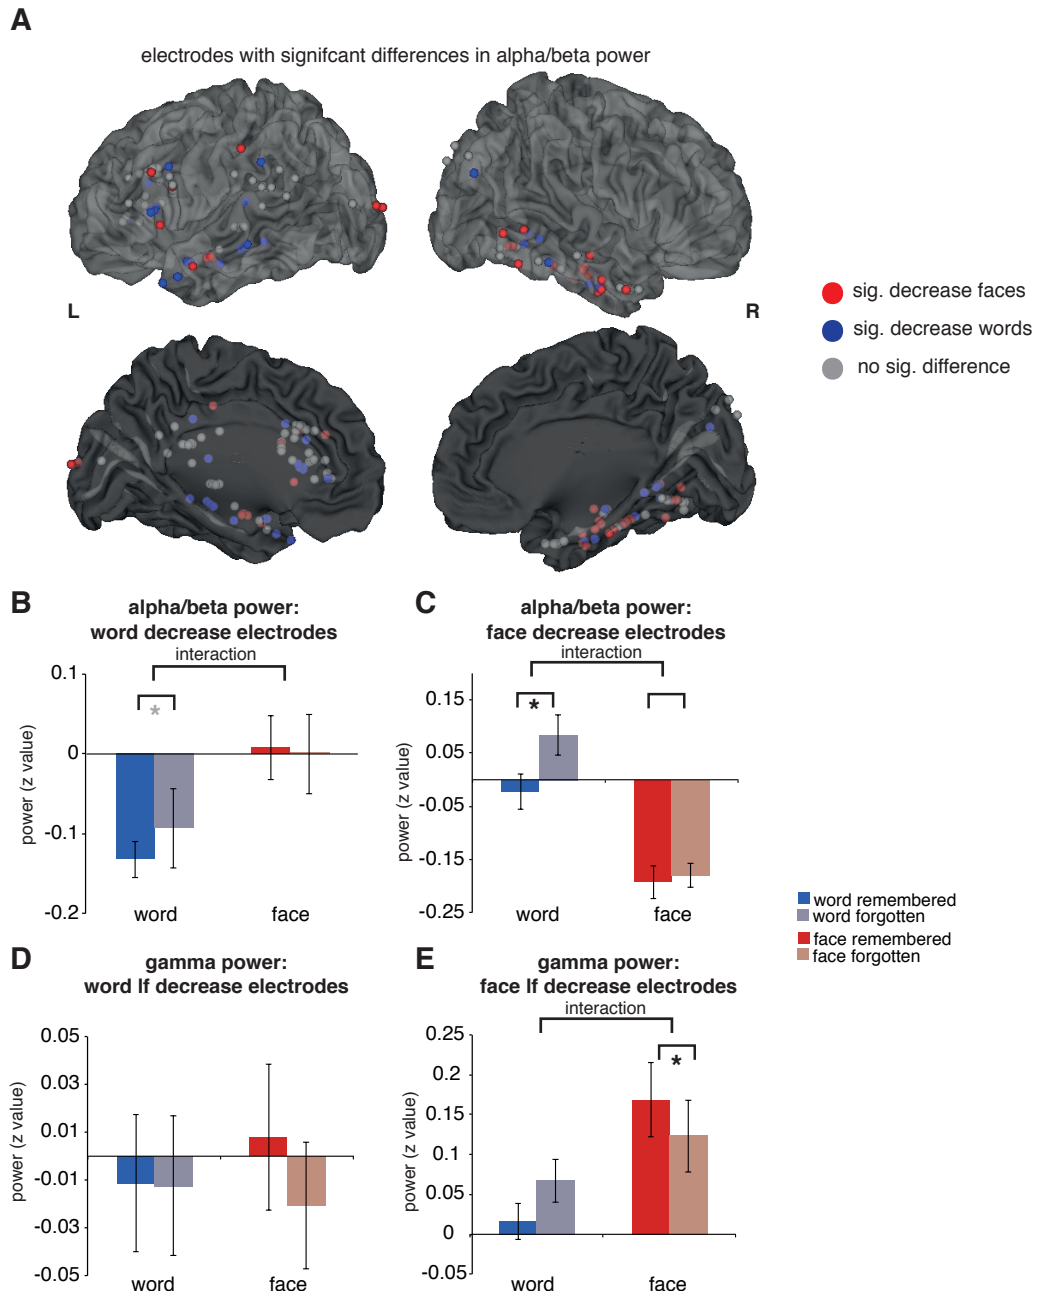 A
electrodes with signifcant differences in alpha/beta power
L
R
sig. decrease faces
sig. decrease words
no sig. difference
B
alpha/beta power:
word decrease electrodes
interaction
*
0.1
0
-0.1
-0.2
power (z value)
word
face
C
alpha/beta power:
face decrease electrodes
interaction
*
0.15
0.05
-0.05
-0.15
-0.25
power (z value)
word
face
word remembered
word forgotten
face remembered
face forgotten
D
gamma power:
word lf decrease electrodes
0.05
0.03
0.01
-0.01
-0.03
-0.05
power (z value)
word
face
E
gamma power:
face lf decrease electrodes
interaction
*
0.25
0.2
0.15
0.1
0.05
0
-0.05
power (z value)
word
face